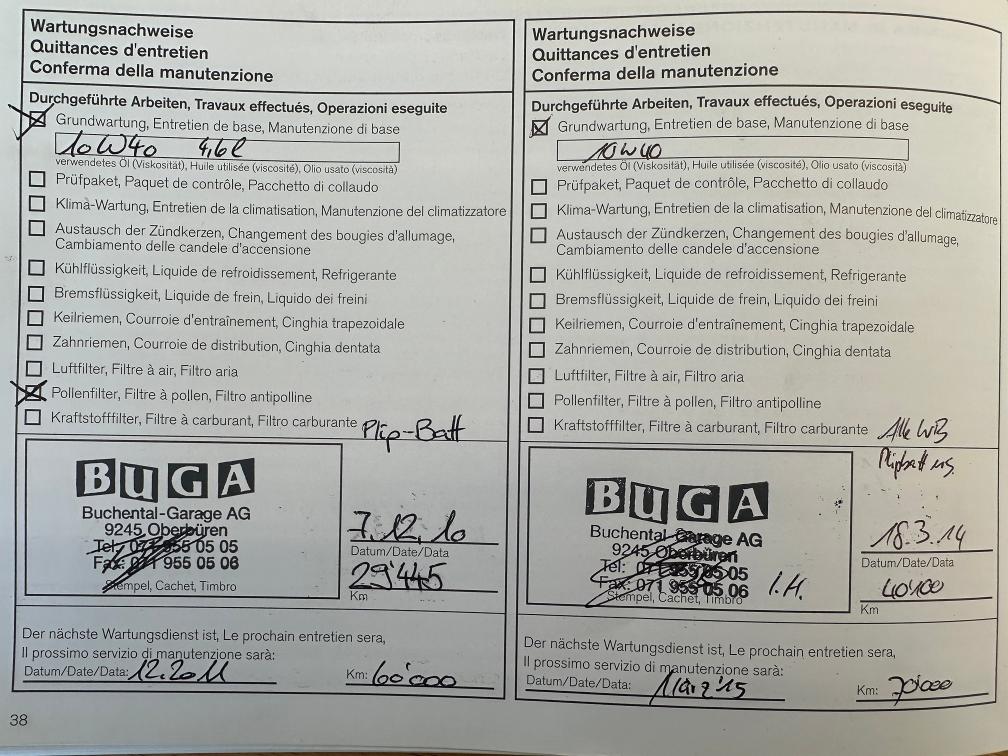 Wartungsnachweise
Quittances d'entretien
Conferma della manutenzione
Durchgeführte Arbeiten, Travaux effectués, Operazioni eseguite
Grundwartung, Entretien de base, Manutenzione di base
10W40 4,6l
verwendetes Öl (Viskosität), Huile utilisée (viscosité), Olio usato (viscosità)
Prüfpaket, Paquet de contrôle, Pacchetto di collaudo
Klima-Wartung, Entretien de la climatisation, Manutenzione del climatizzatore
Austausch der Zündkerzen, Changement des bougies d'allumage,
Cambiamento delle candele d'accensione
Kühlflüssigkeit, Liquide de refroidissement, Refrigerante
Bremsflüssigkeit, Liquide de frein, Liquido dei freini
Keilriemen, Courroie d'entraînement, Cinghia trapezoidale
Zahnriemen, Courroie de distribution, Cinghia dentata
Luftfilter, Filtre à air, Filtro aria
Pollenfilter, Filtre à pollen, Filtro antipolline
Kraftstofffilter, Filtre à carburant, Filtro carburante
Plip-Batt
BUGA
Buchental-Garage AG
9245 Oberbüren
Tel: 071 955 05 05
Fax: 071 955 05 06
Stempel, Cachet, Timbro
7.12.10
Datum/Date/Data
29'445
Km
Der nächste Wartungsdienst ist, Le prochain entretien sera,
Il prossimo servizio di manutenzione sarà:
Datum/Date/Data: 12.2011
Km: 60'000
38
Wartungsnachweise
Quittances d'entretien
Conferma della manutenzione
Durchgeführte Arbeiten, Travaux effectués, Operazioni eseguite
Grundwartung, Entretien de base, Manutenzione di base
10W40
verwendetes Öl (Viskosität), Huile utilisée (viscosité), Olio usato (viscosità)
Prüfpaket, Paquet de contrôle, Pacchetto di collaudo
Klima-Wartung, Entretien de la climatisation, Manutenzione del climatizzatore
Austausch der Zündkerzen, Changement des bougies d'allumage,
Cambiamento delle candele d'accensione
Kühlflüssigkeit, Liquide de refroidissement, Refrigerante
Bremsflüssigkeit, Liquide de frein, Liquido dei freini
Keilriemen, Courroie d'entraînement, Cinghia trapezoidale
Zahnriemen, Courroie de distribution, Cinghia dentata
Luftfilter, Filtre à air, Filtro aria
Pollenfilter, Filtre à pollen, Filtro antipolline
Kraftstofffilter, Filtre à carburant, Filtro carburante
Alle WB
Plipbatt
BUGA
Buchental-Garage AG
9245 Oberbüren
Tel: 071 955 05 05
Fax: 071 955 05 06
I.H.
Stempel, Cachet, Timbro
18.3.14
Datum/Date/Data
40'100
Km
Der nächste Wartungsdienst ist, Le prochain entretien sera,
Il prossimo servizio di manutenzione sarà:
Datum/Date/Data: März'15
Km: 70'000